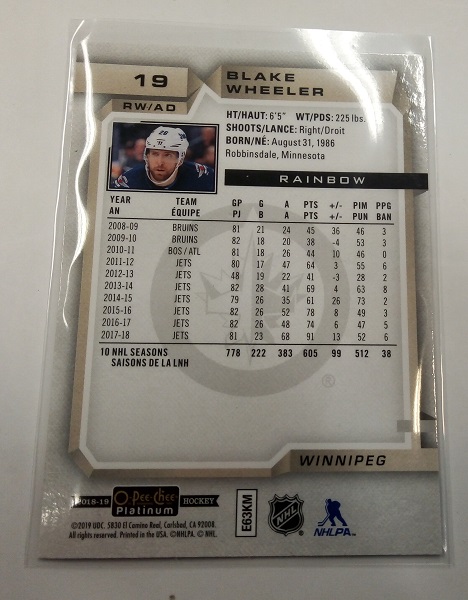 19
BLAKE
WHEELER
RW/AD
HT/HAUT: 6'5" WT/PDS: 225 lbs.
SHOOTS/LANCE: Right/Droit
BORN/NÉ: August 31, 1986
Robbinsdale, Minnesota
26
RAINBOW
YEAR TEAM GP G A PTS +/- PIM PPG
AN ÉQUIPE PJ B A PTS +/- PUN BAN
2008-09 BRUINS 81 21 24 45 36 46 3
2009-10 BRUINS 82 18 20 38 -4 53 3
2010-11 BOS / ATL 81 18 26 44 10 46 0
2011-12 JETS 80 17 47 64 3 55 6
2012-13 JETS 48 19 22 41 -3 28 2
2013-14 JETS 82 28 41 69 4 63 8
2014-15 JETS 79 26 35 61 26 73 2
2015-16 JETS 82 26 52 78 8 49 3
2016-17 JETS 82 26 48 74 6 47 5
2017-18 JETS 81 23 68 91 13 52 6
10 NHL SEASONS 778 222 383 605 99 512 38
SAISONS DE LA LNH
®
WINNIPEG
2018-19 O-Pee-Chee HOCKEY
Platinum
©2019 UDC. 5830 El Camino Real, Carlsbad, CA 92008.
All rights reserved. Printed in the USA. ©NHLPA. © NHL.
E63KM
NHL
NHLPA